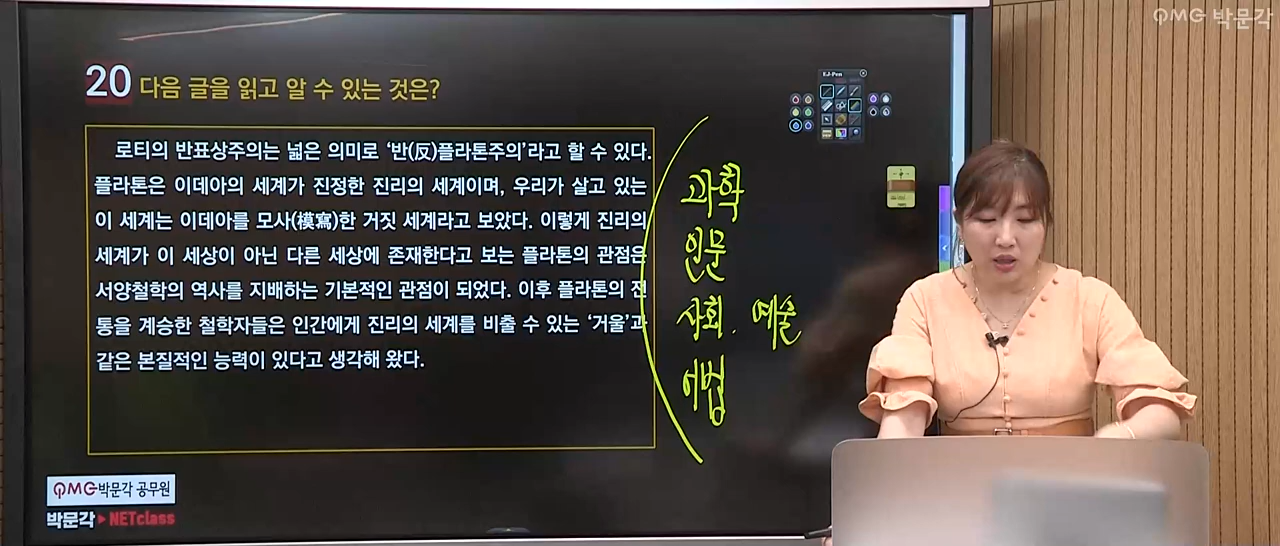 PMG 박문각
20 다음 글을 읽고 알 수 있는 것은?
EJ-Pen
로티의 반표상주의는 넓은 의미로 ‘반(反)플라톤주의’라고 할 수 있다.
플라톤은 이데아의 세계가 진정한 진리의 세계이며, 우리가 살고 있는
이 세계는 이데아를 모사(模寫)한 거짓 세계라고 보았다. 이렇게 진리의
세계가 이 세상이 아닌 다른 세상에 존재한다고 보는 플라톤의 관점은
서양철학의 역사를 지배하는 기본적인 관점이 되었다. 이후 플라톤의 전
통을 계승한 철학자들은 인간에게 진리의 세계를 비출 수 있는 ‘거울’과
같은 본질적인 능력이 있다고 생각해 왔다.
과학
인문
사회, 예술
어법
PMG 박문각 공무원
박문각 NETclass